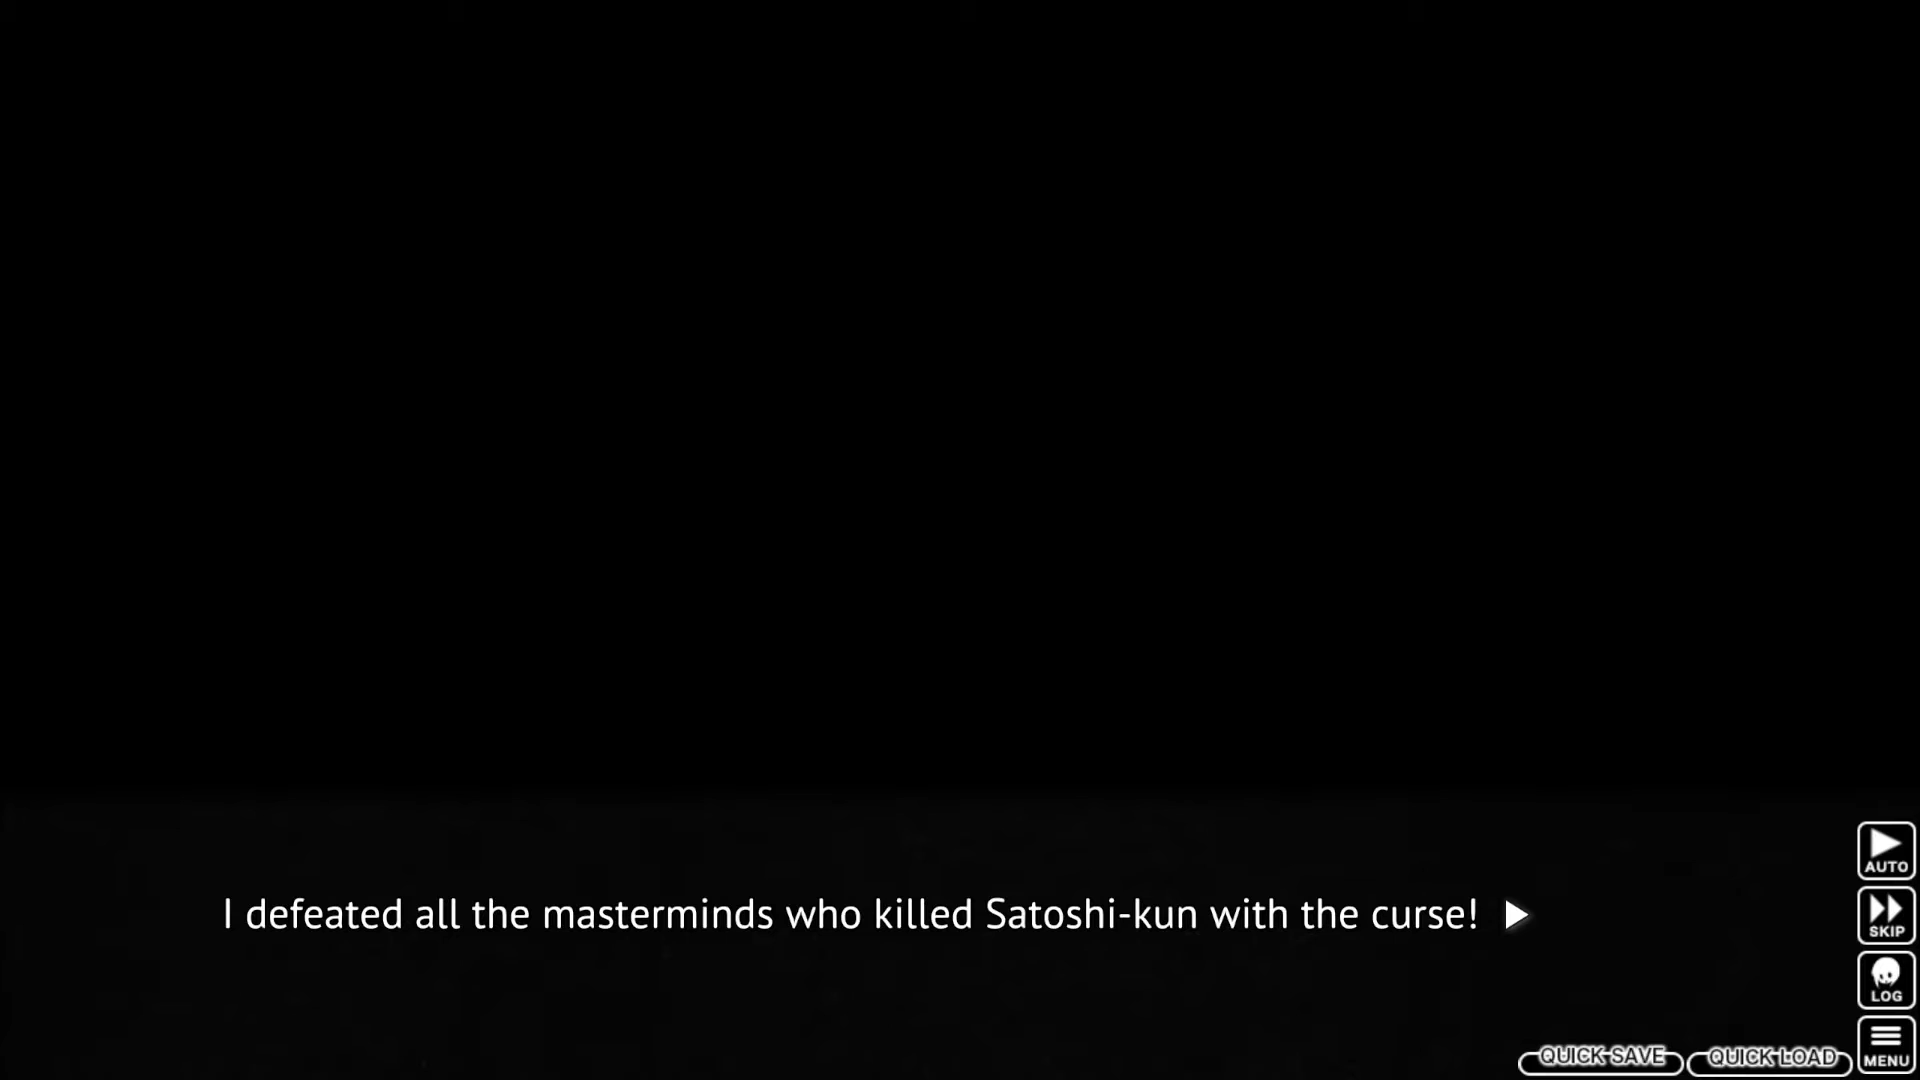 I defeated all the masterminds who killed Satoshi-kun with the curse!
AUTO
SKIP
LOG
MENU
QUICK SAVE
QUICK LOAD